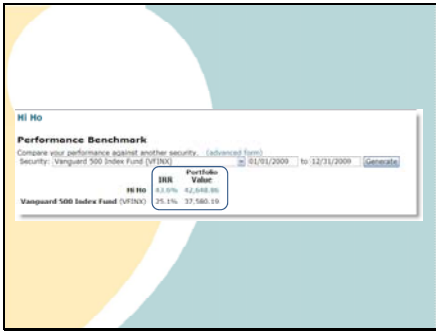 Hi Ho
Performance Benchmark
Compare your performance against another security. (advanced form)
Security: Vanguard 500 Index Fund (VFINX) 01/01/2009 to 12/31/2009 Generate
IRR Portfolio Value
Hi Ho 43.6% 42,648.86
Vanguard 500 Index Fund (VFINX) 25.1% 37,580.19